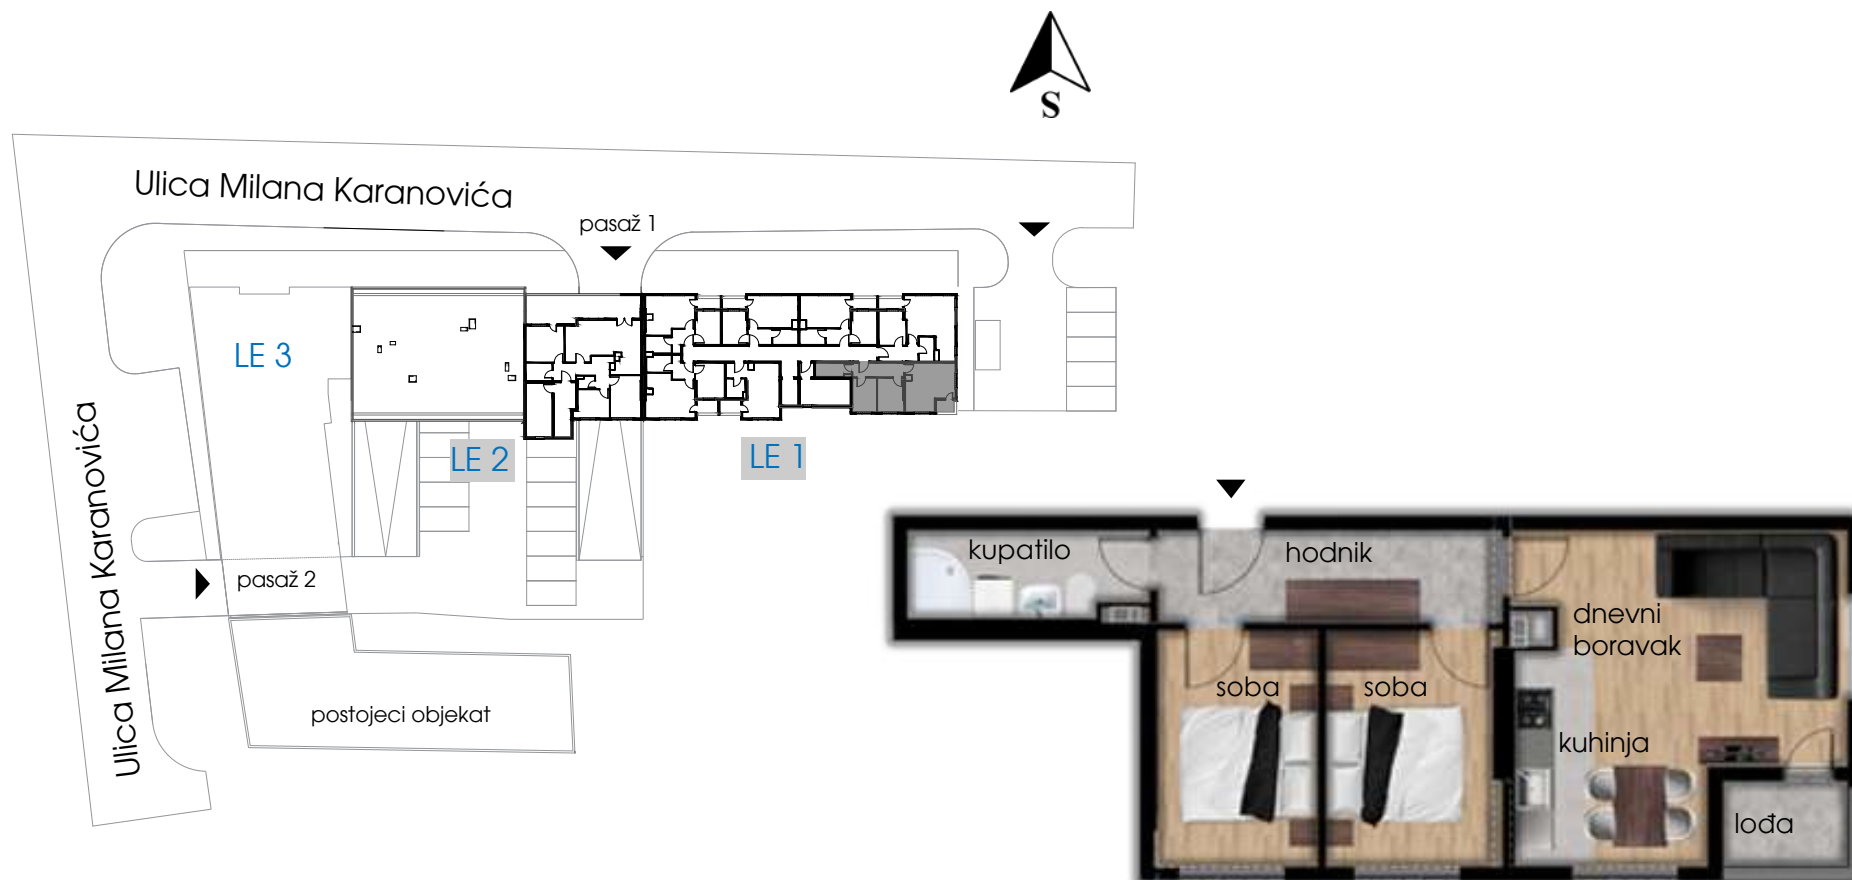 S
Ulica Milana Karanovića
pasaž 1
LE 3
LE 2
LE 1
Ulica Milana Karanovića
pasaž 2
postojeci objekat
kupatilo
hodnik
dnevni
boravak
soba
soba
kuhinja
lođa